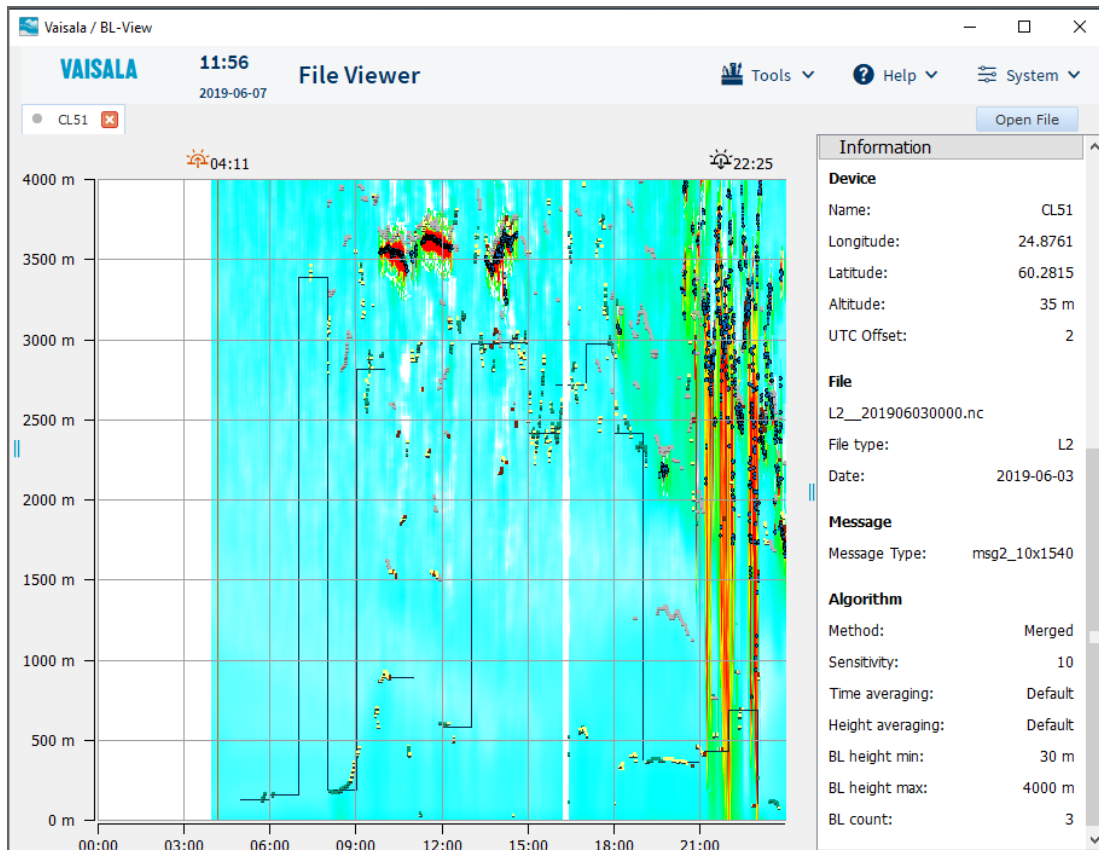 Vaisala / BL-View
VAISALA
11:56
2019-06-07
File Viewer
Tools
Help
System
CL51
Open File
04:11
22:25
4000 m
3500 m
3000 m
2500 m
2000 m
1500 m
1000 m
500 m
0 m
00:00 03:00 06:00 09:00 12:00 15:00 18:00 21:00
Information
Device
Name: CL51
Longitude: 24.8761
Latitude: 60.2815
Altitude: 35 m
UTC Offset: 2
File
L2__201906030000.nc
File type: L2
Date: 2019-06-03
Message
Message Type: msg2_10x1540
Algorithm
Method: Merged
Sensitivity: 10
Time averaging: Default
Height averaging: Default
BL height min: 30 m
BL height max: 4000 m
BL count: 3